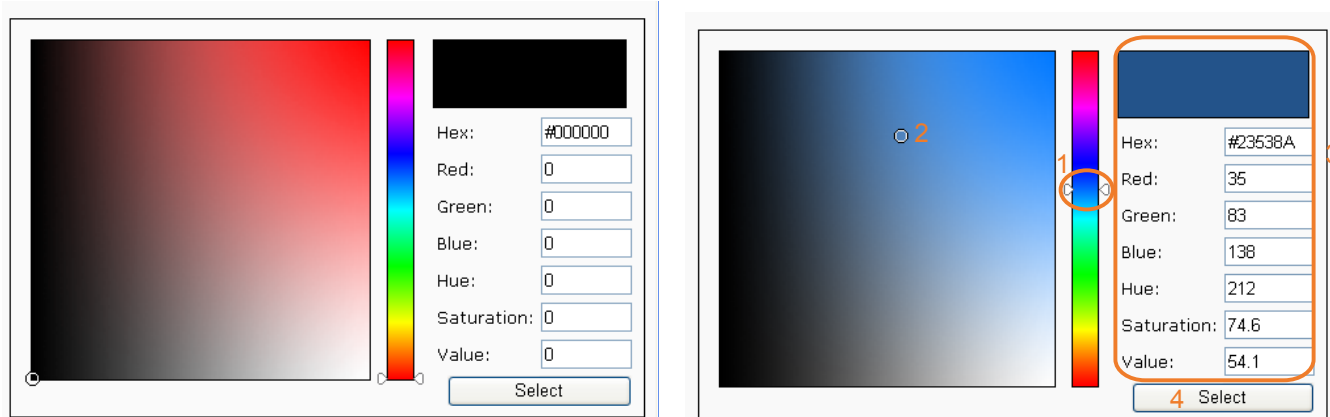 Hex: #000000
Red: 0
Green: 0
Blue: 0
Hue: 0
Saturation: 0
Value: 0
Select
2
1
Hex: #23538A
Red: 35
Green: 83
Blue: 138
Hue: 212
Saturation: 74.6
Value: 54.1
4 Select